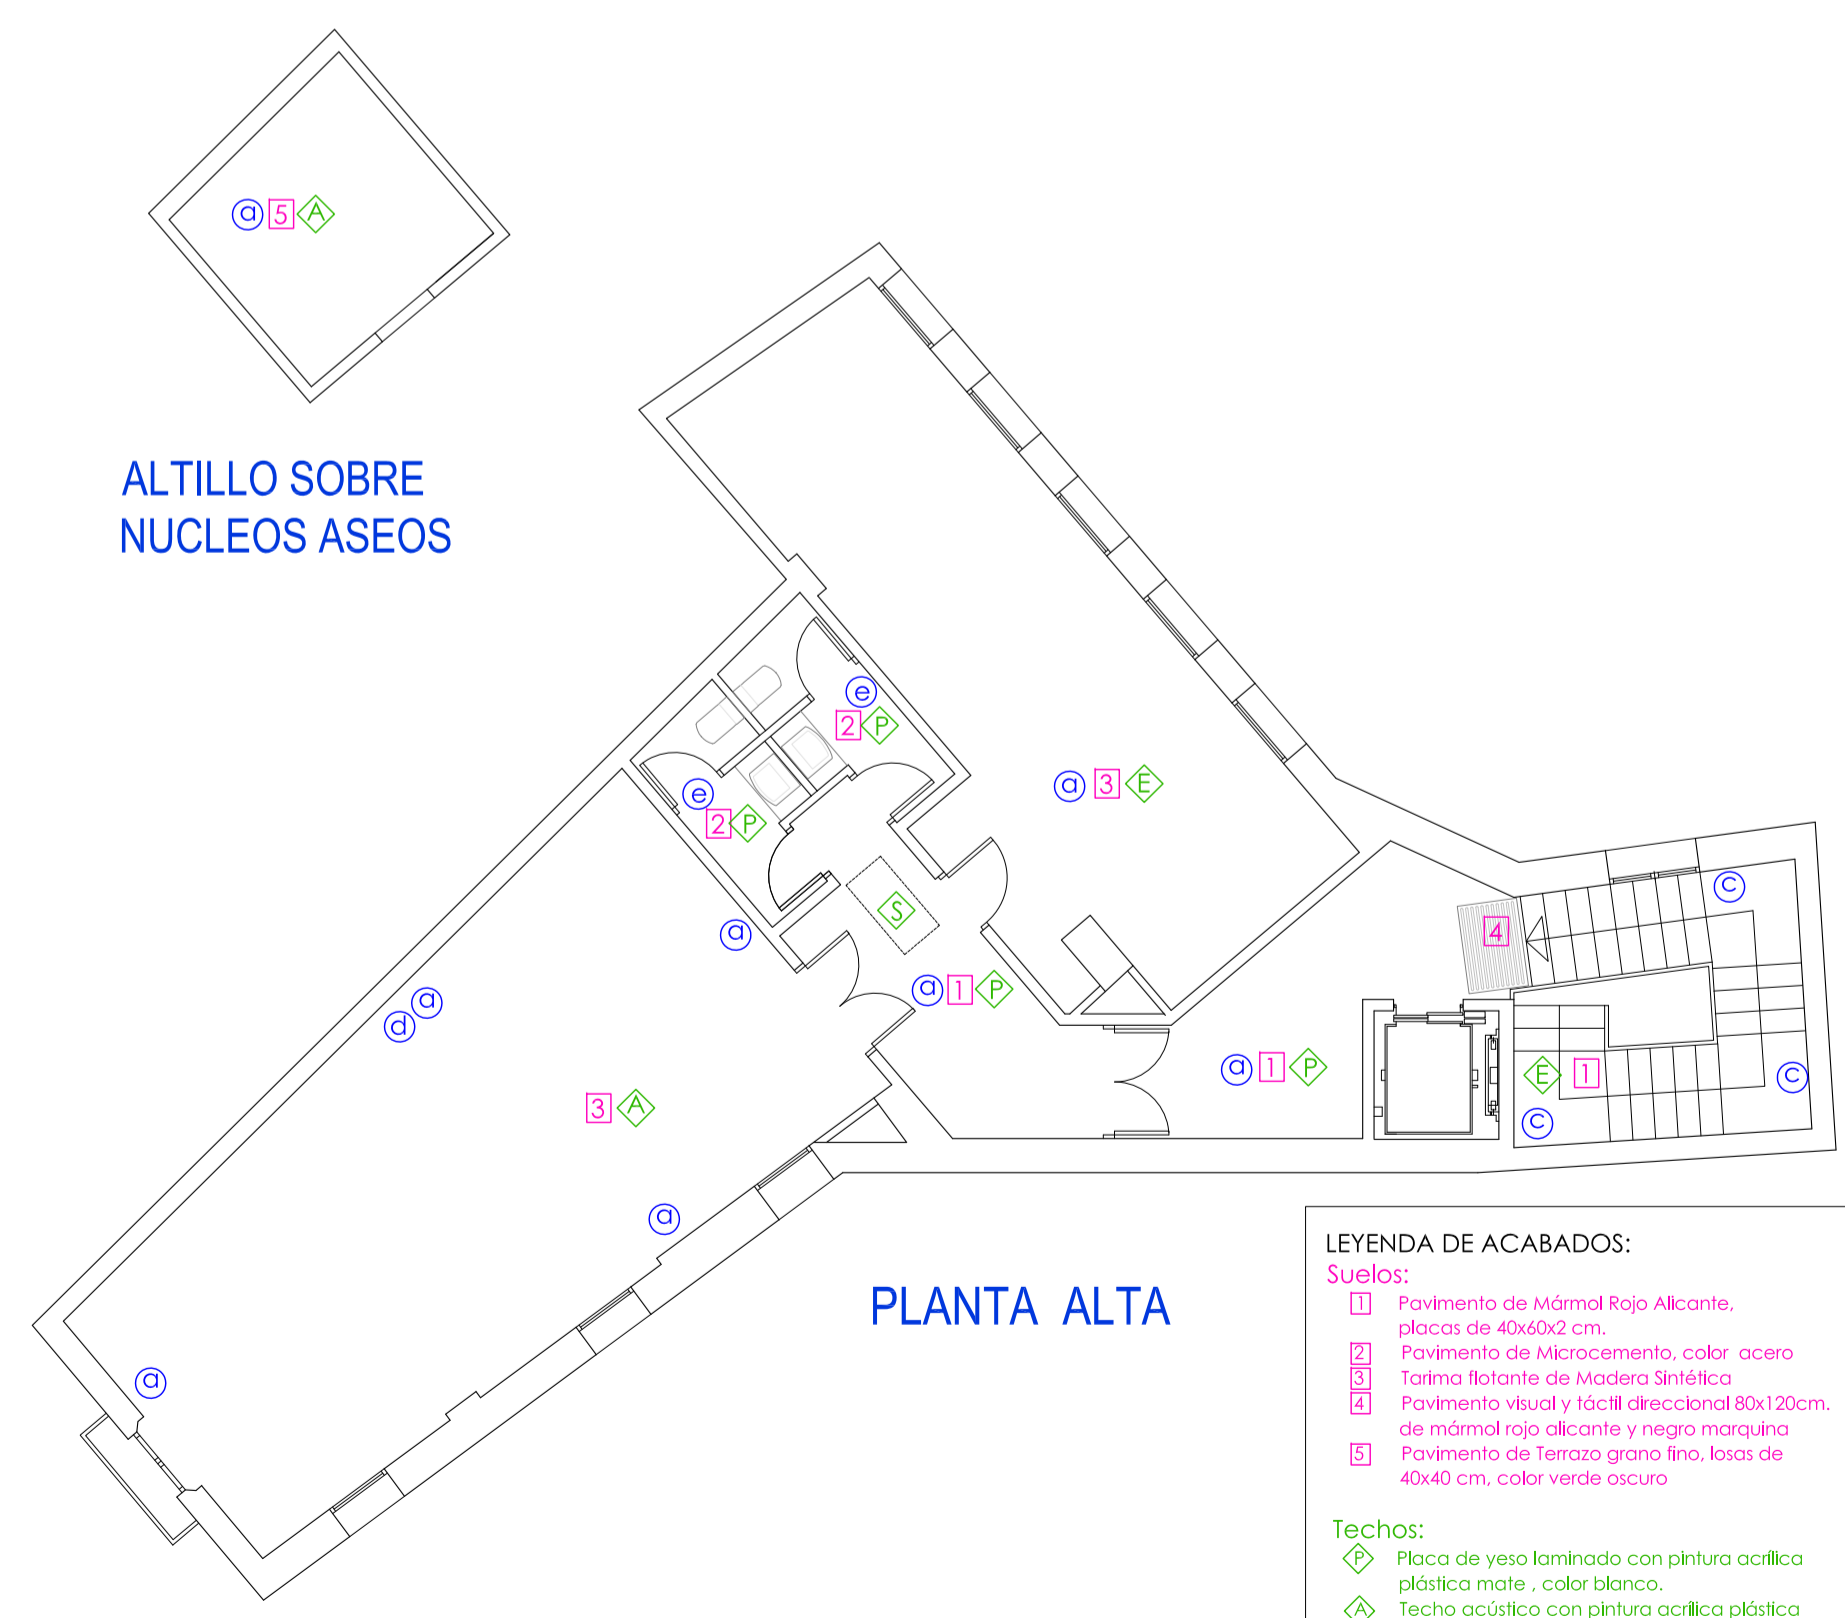 a 5 A
ALTILLO SOBRE
NUCLEOS ASEOS
e
2 P
e
2 P
a 3 E
c
4
S
a
a 1 P
a
d
a 1 P
E 1
c
c
3 A
a
a
PLANTA ALTA
LEYENDA DE ACABADOS:
Suelos:
1 Pavimento de Mármol Rojo Alicante,
placas de 40x60x2 cm.
2 Pavimento de Microcemento, color acero
3 Tarima flotante de Madera Sintética
4 Pavimento visual y táctil direccional 80x120cm.
de mármol rojo alicante y negro marquina
5 Pavimento de Terrazo grano fino, losas de
40x40 cm, color verde oscuro
Techos:
P Placa de yeso laminado con pintura acrílica
plástica mate , color blanco.
A Techo acústico con pintura acrílica plástica